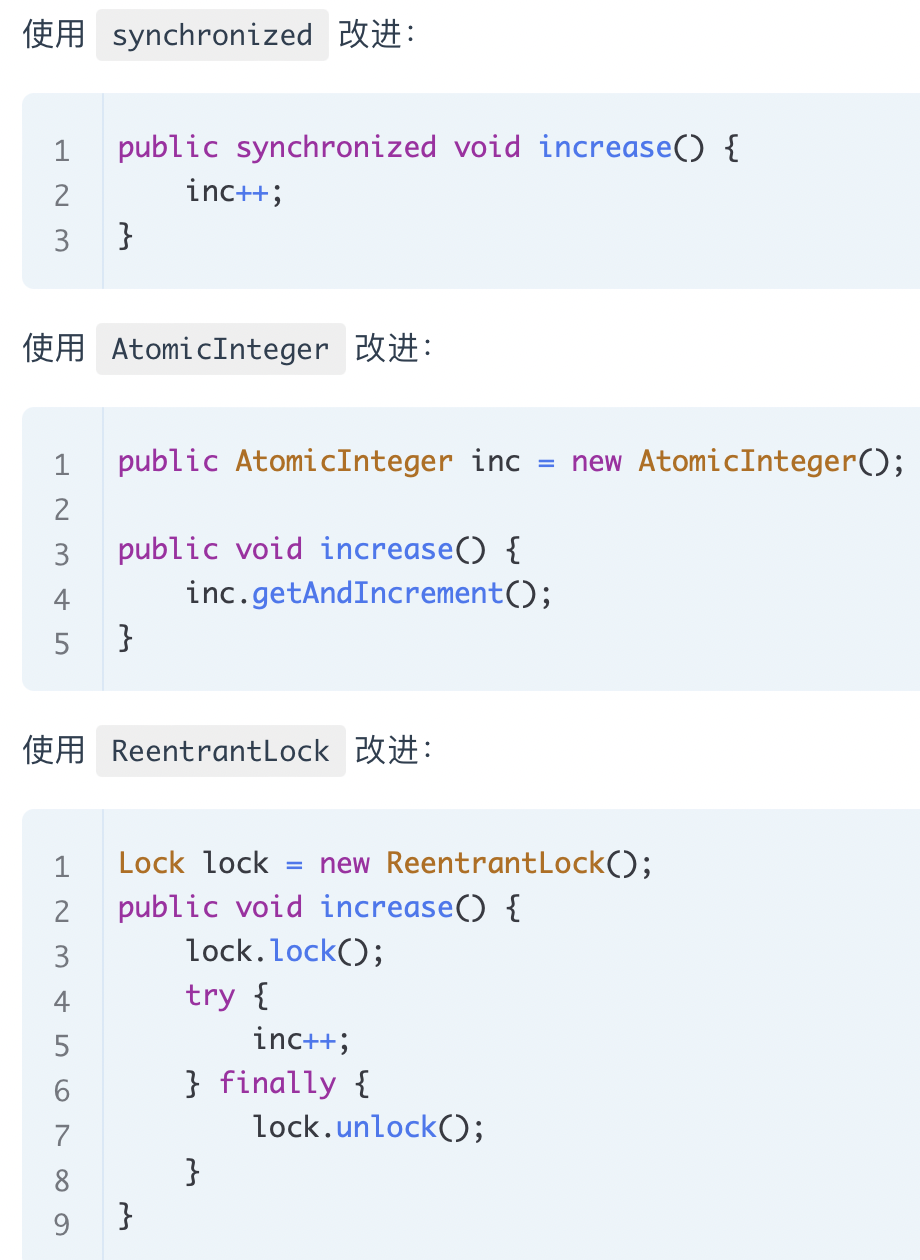 使用 synchronized 改进：
1 public synchronized void increase() {
2     inc++;
3 }
使用 AtomicInteger 改进：
1 public AtomicInteger inc = new AtomicInteger();
2
3 public void increase() {
4     inc.getAndIncrement();
5 }
使用 ReentrantLock 改进：
1 Lock lock = new ReentrantLock();
2 public void increase() {
3     lock.lock();
4     try {
5         inc++;
6     } finally {
7         lock.unlock();
8     }
9 }